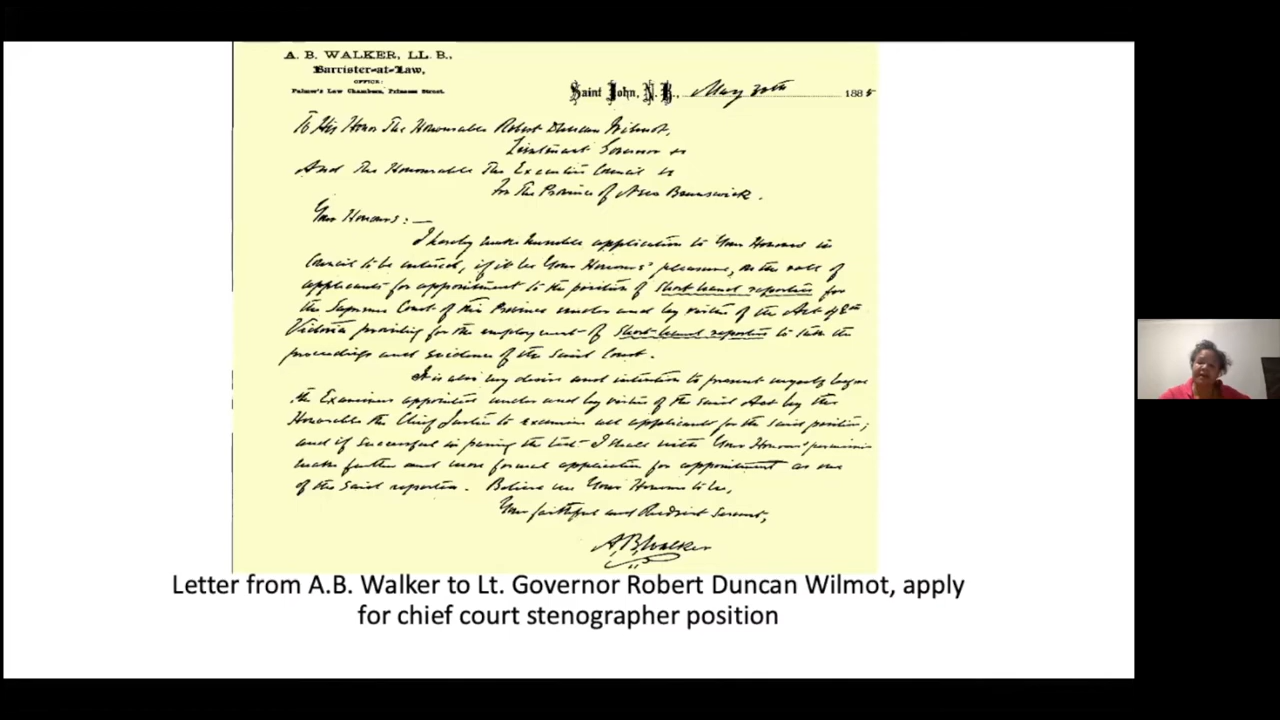 A. B. WALKER, LL. B.,
Barrister-at-Law,
OFFICE:
Palmer's Law Chambers, Princess Street.
Saint John, N. B., May 20th 1885
To His Honor The Honourable Robert Duncan Wilmot,
Lieutenant Governor &
And The Honourable The Executive Council &
For The Province of New Brunswick.
Your Honours:—
I hereby make humble application to Your Honours in
Council to be entered, if it be Your Honours' pleasure, on the roll of
applicants for appointment to the position of Short hand reporters for
the Supreme Court of this Province under and by virtue of the Act 48th
Victoria providing for the employment of Short-hand reporters to take the
proceedings and evidence of the Said Court.
It is also my desire and intention to present myself before
the Examiners appointed under and by virtue of the said Act by the
Honorable the Chief Justice to examine all applicants for the said position;
and if successful in passing the test I shall with Your Honours' permission
make further and more formal application for appointment as one
of the said reporters. Believe me Your Honours to be,
Your faithful and Obedient Servant,
A. B. Walker
Letter from A.B. Walker to Lt. Governor Robert Duncan Wilmot, apply
for chief court stenographer position